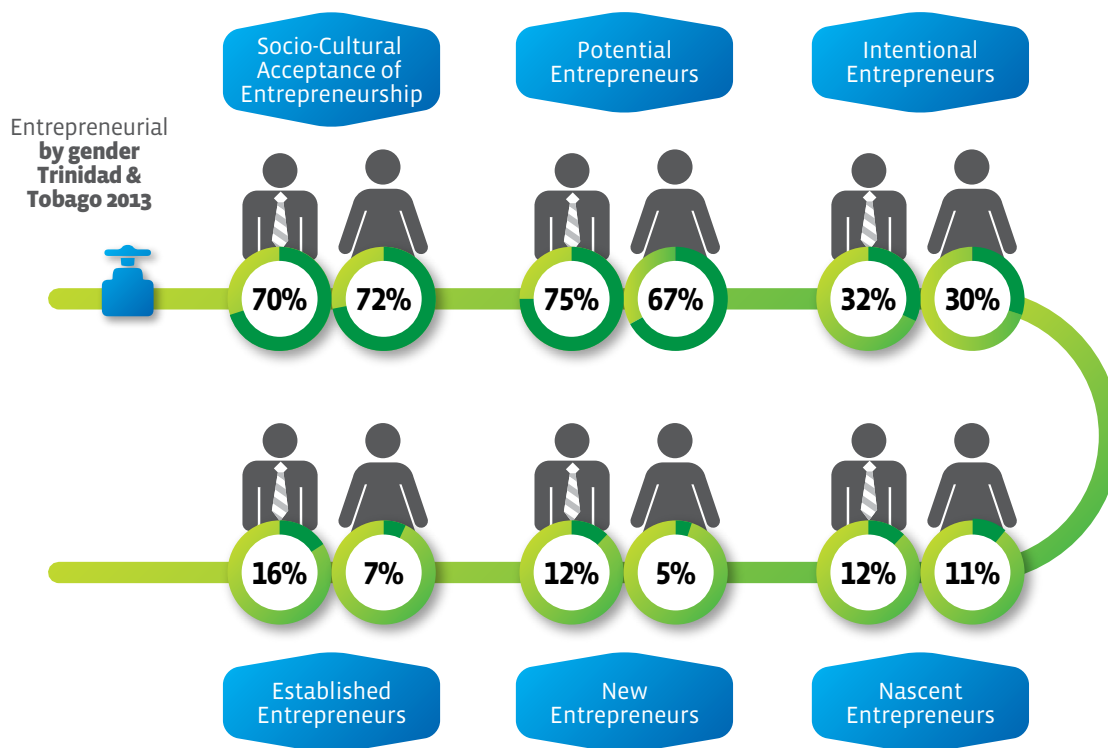 Socio-Cultural
Acceptance of
Entrepreneurship
Potential
Entrepreneurs
Intentional
Entrepreneurs
Entrepreneurial
by gender
Trinidad &
Tobago 2013
70%
72%
75%
67%
32%
30%
16%
7%
12%
5%
12%
11%
Established
Entrepreneurs
New
Entrepreneurs
Nascent
Entrepreneurs